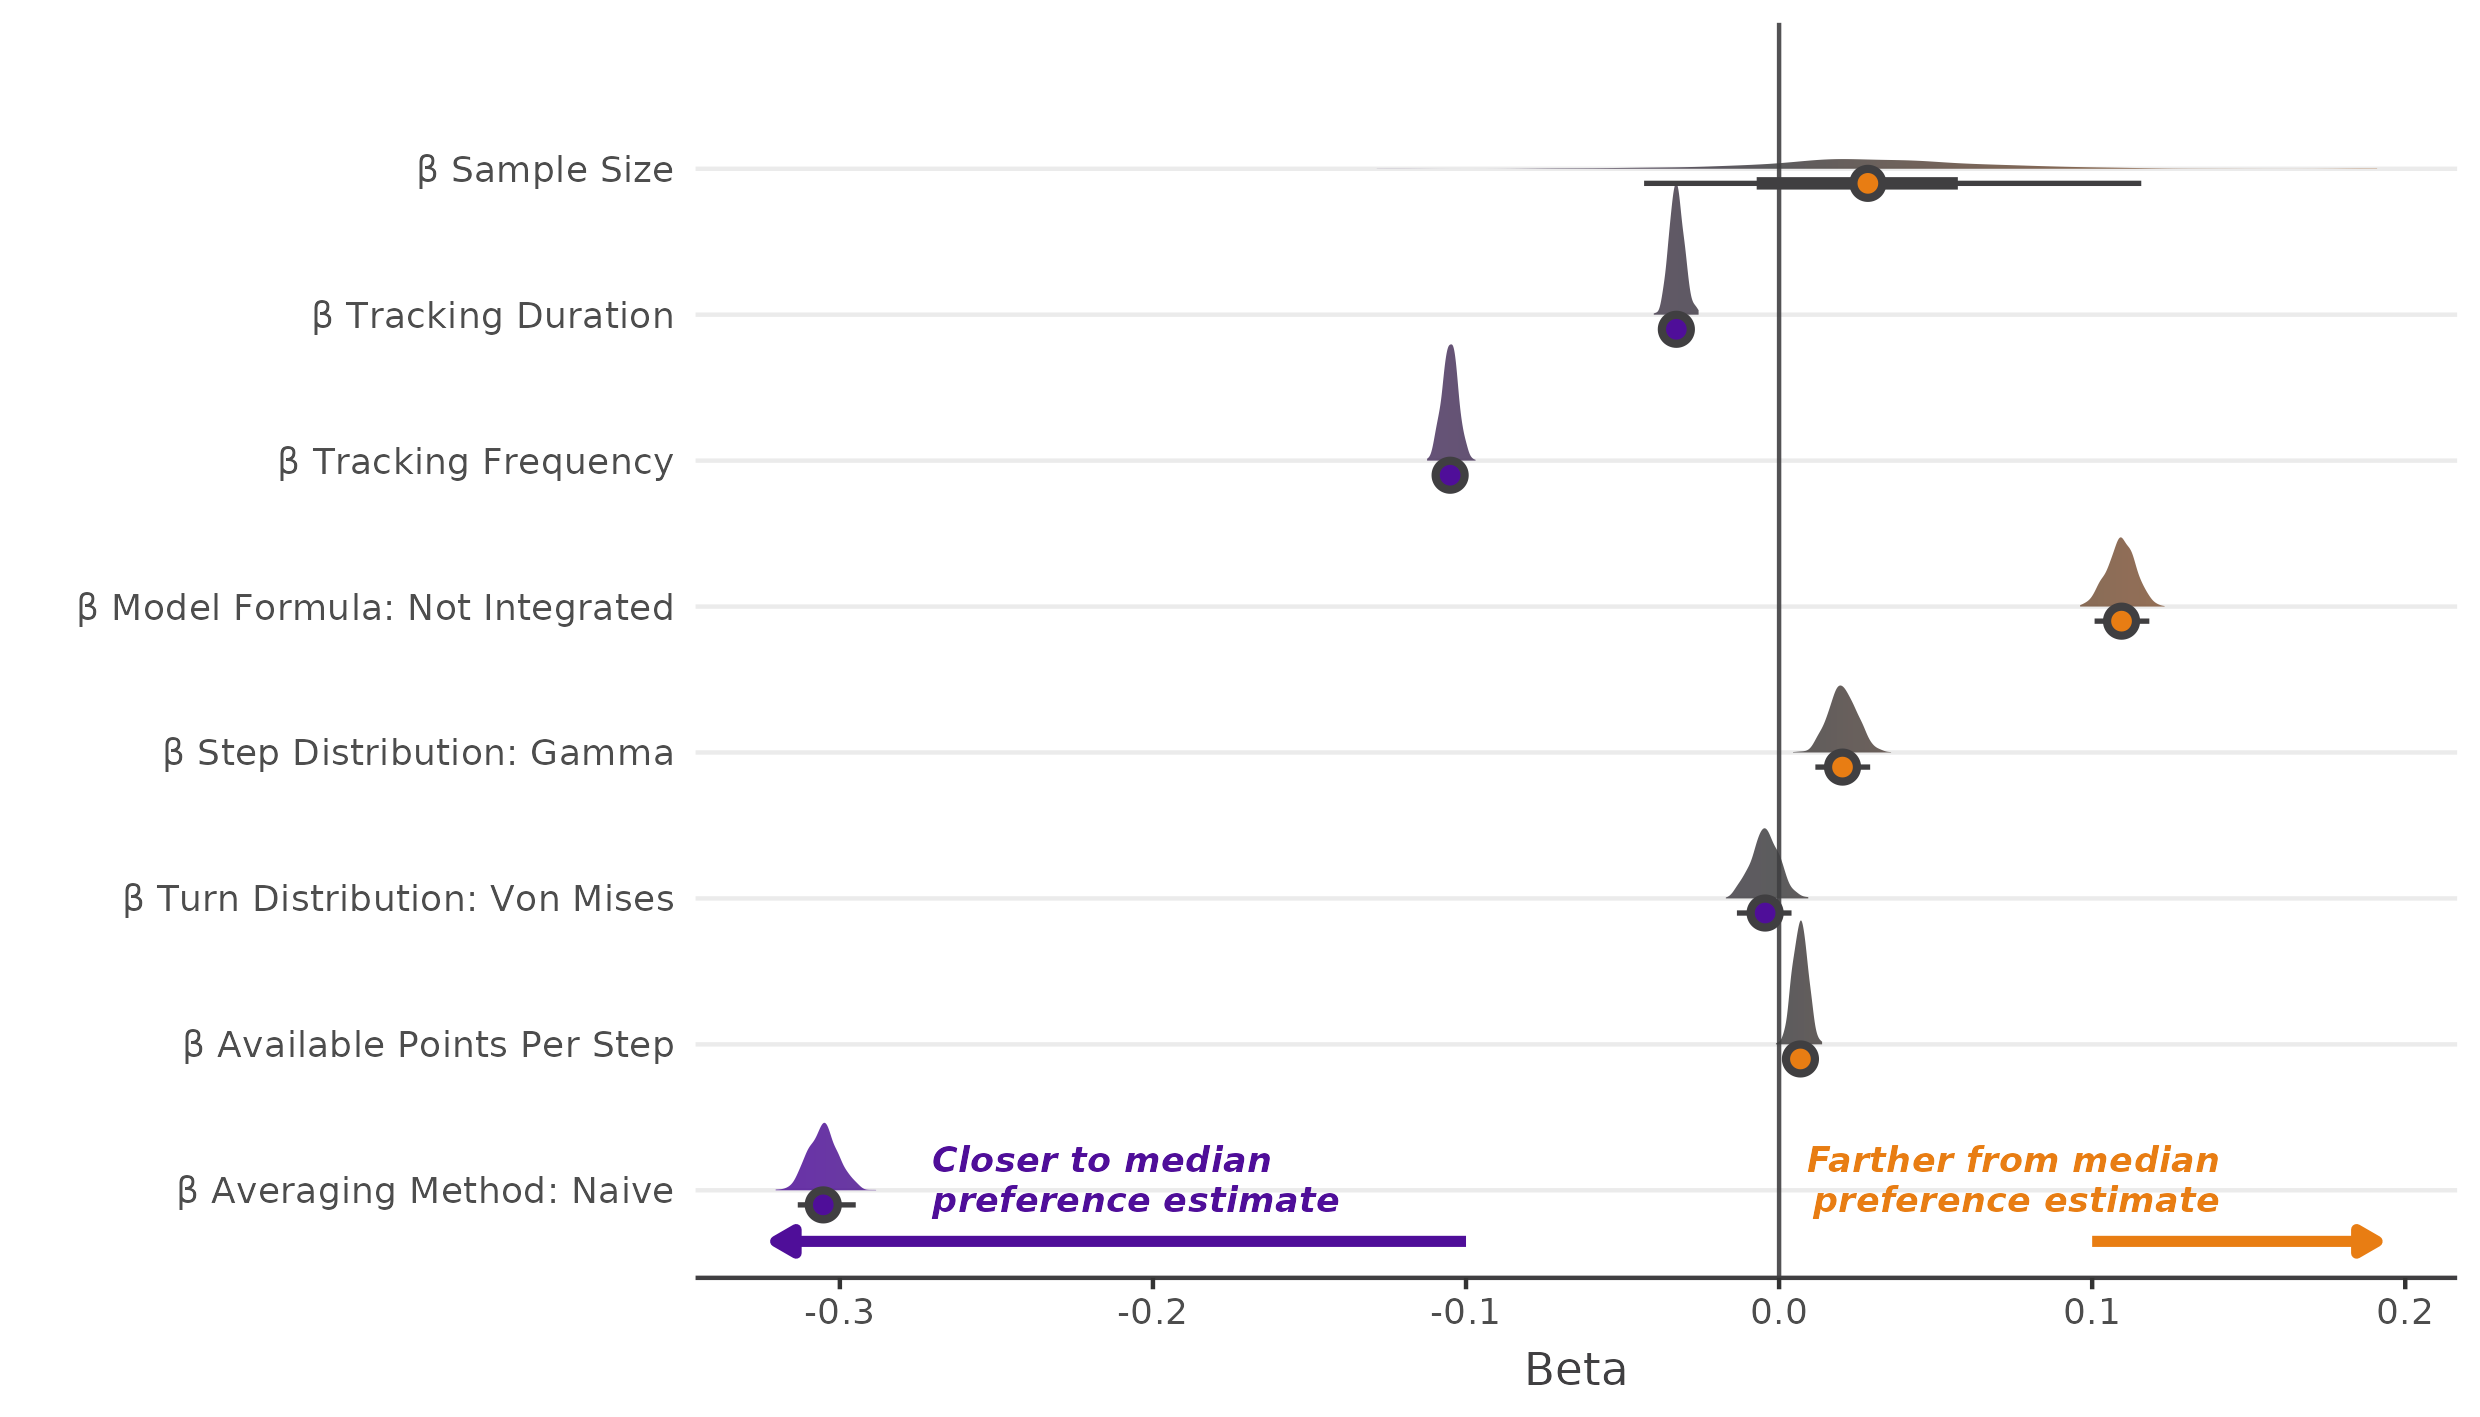 β Sample Size
β Tracking Duration
β Tracking Frequency
β Model Formula: Not Integrated
β Step Distribution: Gamma
β Turn Distribution: Von Mises
β Available Points Per Step
β Averaging Method: Naive
Closer to median
preference estimate
Farther from median
preference estimate
-0.3 -0.2 -0.1 0.0 0.1 0.2
Beta